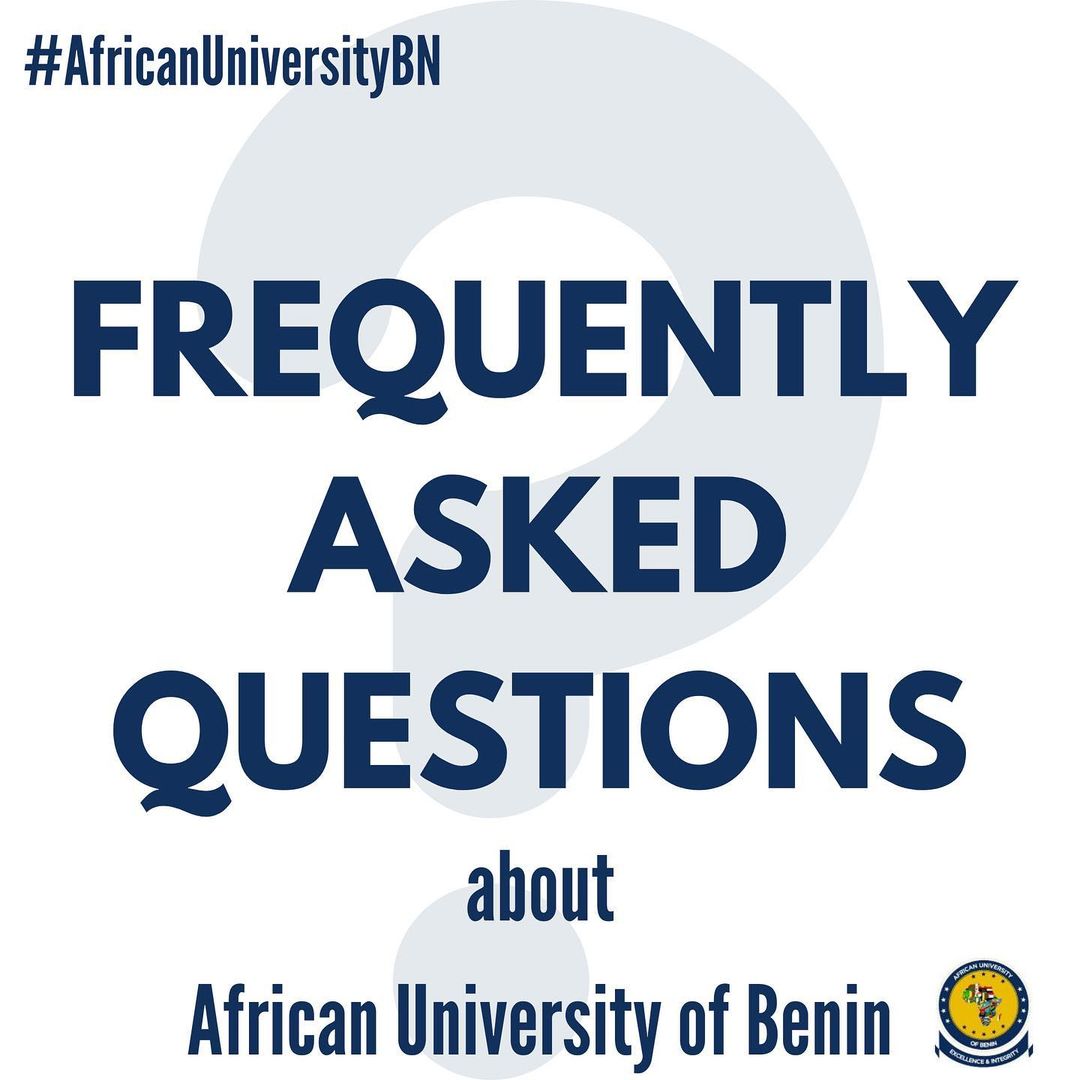 #AfricanUniversityBN
FREQUENTLY
ASKED
QUESTIONS
about
African University of Benin
AFRICAN UNIVERSITY
OF BENIN
EXCELLENCE & INTEGRITY